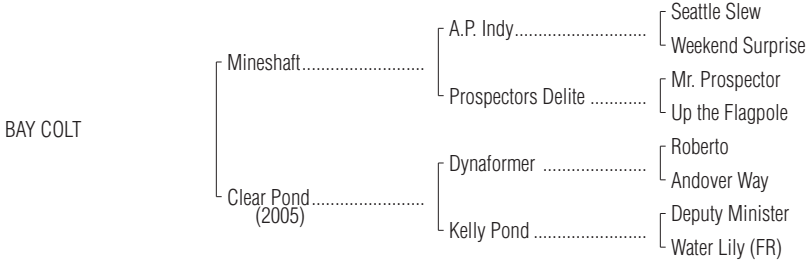 Seattle Slew
A.P. Indy..............................
Weekend Surprise
Mineshaft............................
Mr. Prospector
Prospectors Delite .............
Up the Flagpole
BAY COLT
Roberto
Dynaformer ........................
Andover Way
Clear Pond..........................
(2005)
Deputy Minister
Kelly Pond ..........................
Water Lily (FR)